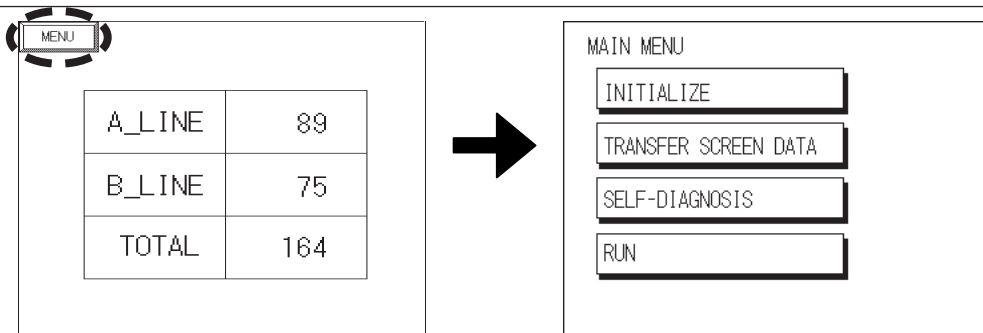 MENU
A_LINE 89
B_LINE 75
TOTAL 164
MAIN MENU
INITIALIZE
TRANSFER SCREEN DATA
SELF-DIAGNOSIS
RUN